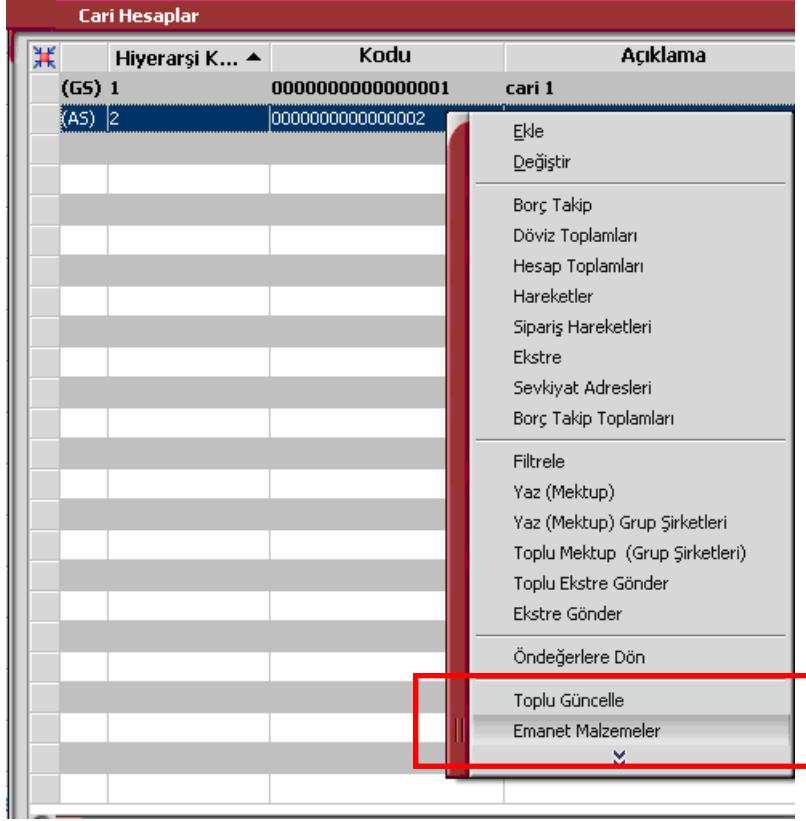 Cari Hesaplar
Hiyerarşi K... Kodu Açıklama
(GS) 1 0000000000000001 cari 1
(AS) 2 0000000000000002
Ekle
Değiştir
Borç Takip
Döviz Toplamları
Hesap Toplamları
Hareketler
Sipariş Hareketleri
Ekstre
Sevkiyat Adresleri
Borç Takip Toplamları
Filtrele
Yaz (Mektup)
Yaz (Mektup) Grup Şirketleri
Toplu Mektup (Grup Şirketleri)
Toplu Ekstre Gönder
Ekstre Gönder
Öndeğerlere Dön
Toplu Güncelle
Emanet Malzemeler